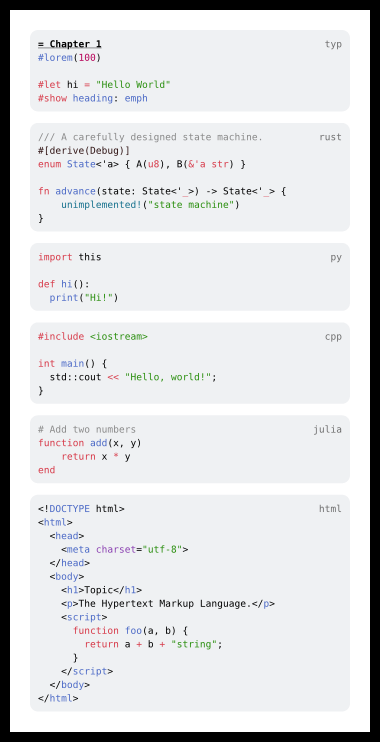 = Chapter 1 typ
#lorem(100)
#let hi = "Hello World"
#show heading: emph
/// A carefully designed state machine. rust
#[derive(Debug)]
enum State<'a> { A(u8), B(&'a str) }
fn advance(state: State<'_>) -> State<'_> {
    unimplemented!("state machine")
}
import this py
def hi():
  print("Hi!")
#include <iostream> cpp
int main() {
  std::cout << "Hello, world!";
}
# Add two numbers julia
function add(x, y)
    return x * y
end
<!DOCTYPE html> html
<html>
  <head>
    <meta charset="utf-8">
  </head>
  <body>
    <h1>Topic</h1>
    <p>The Hypertext Markup Language.</p>
    <script>
      function foo(a, b) {
        return a + b + "string";
      }
    </script>
  </body>
</html>